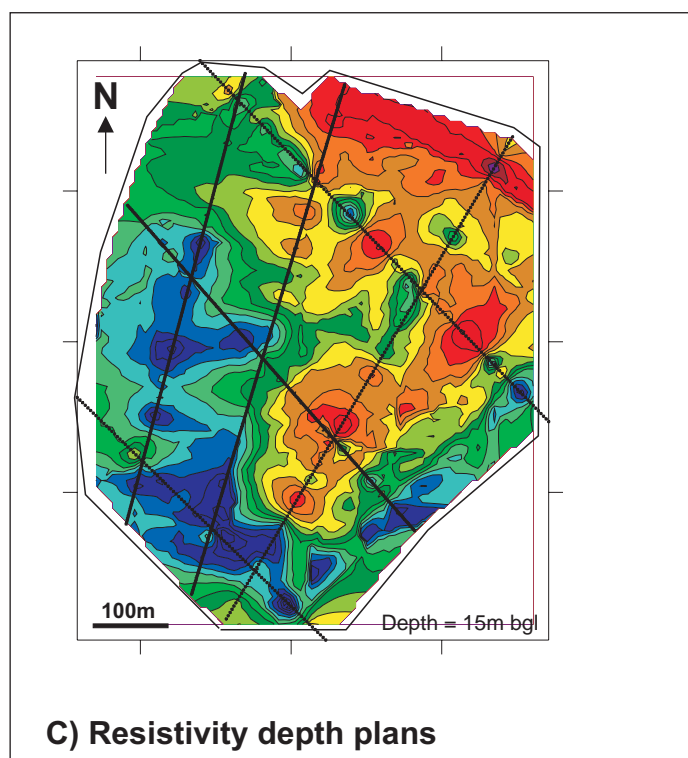 N
100m
Depth = 15m bgl
C) Resistivity depth plans